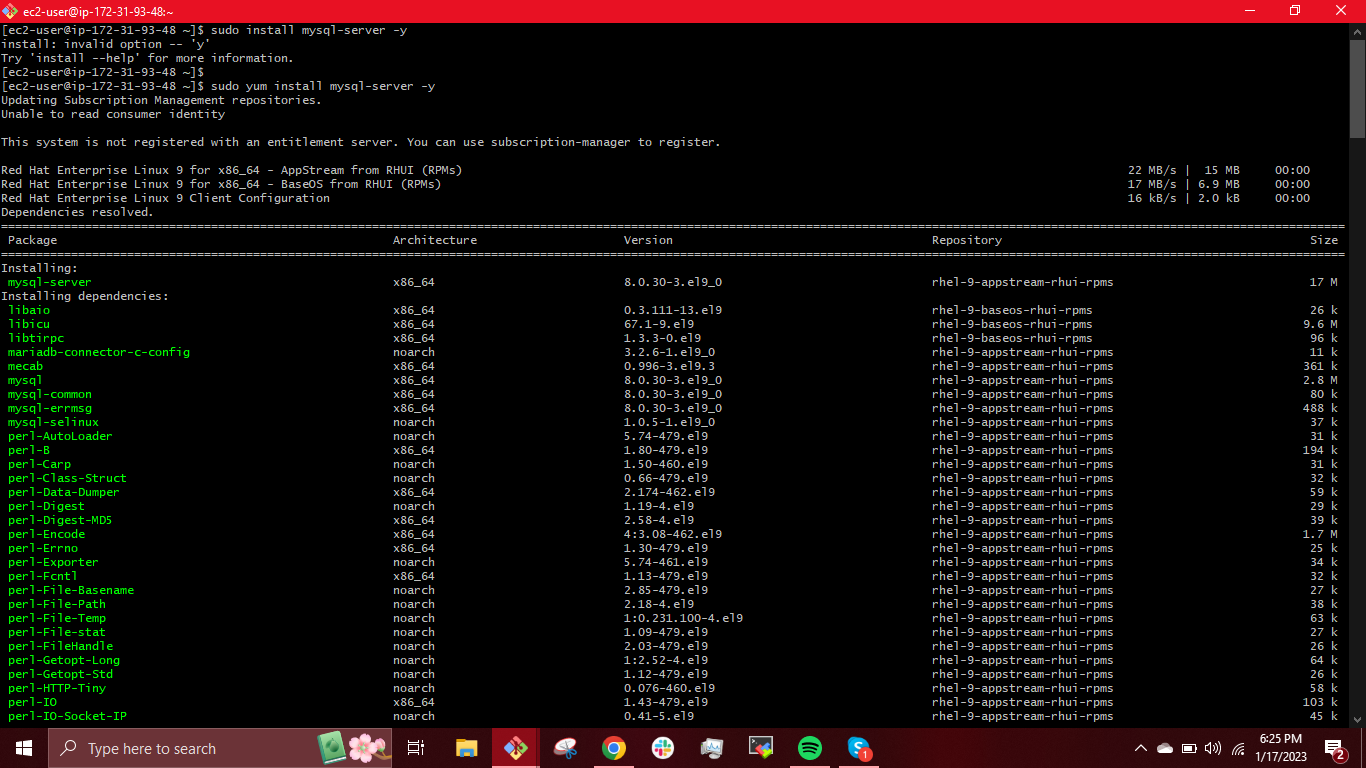 ec2-user@ip-172-31-93-48:~
[ec2-user@ip-172-31-93-48 ~]$ sudo install mysql-server -y
install: invalid option -- 'y'
Try 'install --help' for more information.
[ec2-user@ip-172-31-93-48 ~]$
[ec2-user@ip-172-31-93-48 ~]$ sudo yum install mysql-server -y
Updating Subscription Management repositories.
Unable to read consumer identity
This system is not registered with an entitlement server. You can use subscription-manager to register.
Red Hat Enterprise Linux 9 for x86_64 - AppStream from RHUI (RPMs) 22 MB/s | 15 MB 00:00
Red Hat Enterprise Linux 9 for x86_64 - BaseOS from RHUI (RPMs) 17 MB/s | 6.9 MB 00:00
Red Hat Enterprise Linux 9 Client Configuration 16 kB/s | 2.0 kB 00:00
Dependencies resolved.
Package Architecture Version Repository Size
Installing:
mysql-server x86_64 8.0.30-3.el9_0 rhel-9-appstream-rhui-rpms 17 M
Installing dependencies:
libaio x86_64 0.3.111-13.el9 rhel-9-baseos-rhui-rpms 26 k
libicu x86_64 67.1-9.el9 rhel-9-baseos-rhui-rpms 9.6 M
libtirpc x86_64 1.3.3-0.el9 rhel-9-baseos-rhui-rpms 96 k
mariadb-connector-c-config noarch 3.2.6-1.el9_0 rhel-9-appstream-rhui-rpms 11 k
mecab x86_64 0.996-3.el9.3 rhel-9-appstream-rhui-rpms 361 k
mysql x86_64 8.0.30-3.el9_0 rhel-9-appstream-rhui-rpms 2.8 M
mysql-common x86_64 8.0.30-3.el9_0 rhel-9-appstream-rhui-rpms 80 k
mysql-errmsg x86_64 8.0.30-3.el9_0 rhel-9-appstream-rhui-rpms 488 k
mysql-selinux noarch 1.0.5-1.el9_0 rhel-9-appstream-rhui-rpms 37 k
perl-AutoLoader noarch 5.74-479.el9 rhel-9-appstream-rhui-rpms 31 k
perl-B x86_64 1.80-479.el9 rhel-9-appstream-rhui-rpms 194 k
perl-Carp noarch 1.50-460.el9 rhel-9-appstream-rhui-rpms 31 k
perl-Class-Struct noarch 0.66-479.el9 rhel-9-appstream-rhui-rpms 32 k
perl-Data-Dumper x86_64 2.174-462.el9 rhel-9-appstream-rhui-rpms 59 k
perl-Digest noarch 1.19-4.el9 rhel-9-appstream-rhui-rpms 29 k
perl-Digest-MD5 x86_64 2.58-4.el9 rhel-9-appstream-rhui-rpms 39 k
perl-Encode x86_64 4:3.08-462.el9 rhel-9-appstream-rhui-rpms 1.7 M
perl-Errno x86_64 1.30-479.el9 rhel-9-appstream-rhui-rpms 25 k
perl-Exporter noarch 5.74-461.el9 rhel-9-appstream-rhui-rpms 34 k
perl-Fcntl x86_64 1.13-479.el9 rhel-9-appstream-rhui-rpms 32 k
perl-File-Basename noarch 2.85-479.el9 rhel-9-appstream-rhui-rpms 27 k
perl-File-Path noarch 2.18-4.el9 rhel-9-appstream-rhui-rpms 38 k
perl-File-Temp noarch 1:0.231.100-4.el9 rhel-9-appstream-rhui-rpms 63 k
perl-File-stat noarch 1.09-479.el9 rhel-9-appstream-rhui-rpms 27 k
perl-FileHandle noarch 2.03-479.el9 rhel-9-appstream-rhui-rpms 26 k
perl-Getopt-Long noarch 1:2.52-4.el9 rhel-9-appstream-rhui-rpms 64 k
perl-Getopt-Std noarch 1.12-479.el9 rhel-9-appstream-rhui-rpms 26 k
perl-HTTP-Tiny noarch 0.076-460.el9 rhel-9-appstream-rhui-rpms 58 k
perl-IO x86_64 1.43-479.el9 rhel-9-appstream-rhui-rpms 103 k
perl-IO-Socket-IP noarch 0.41-5.el9 rhel-9-appstream-rhui-rpms 45 k
Type here to search
1
6:25 PM
1/17/2023
2